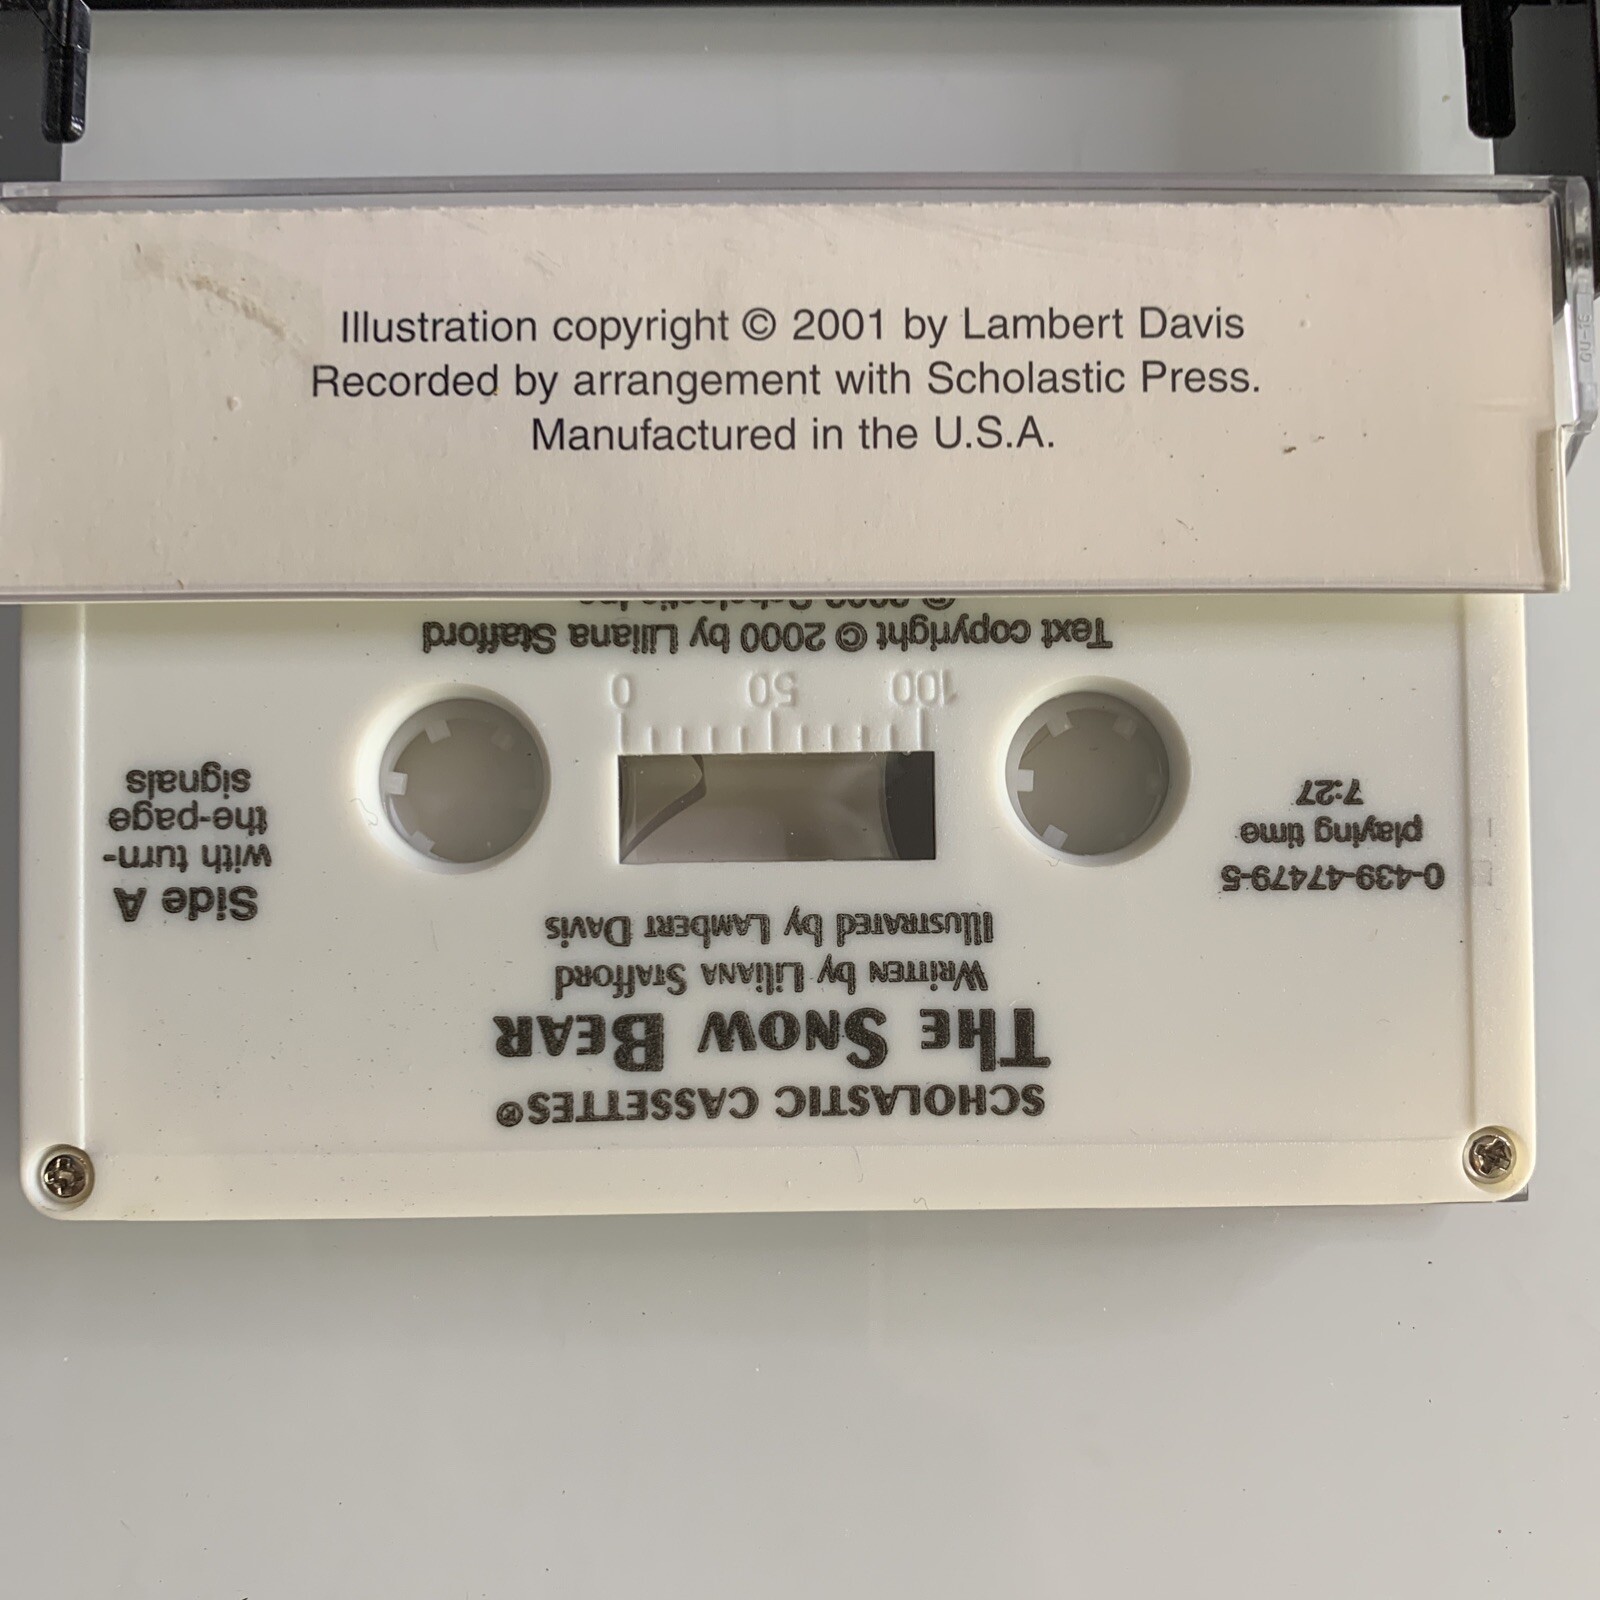 Illustration copyright © 2001 by Lambert Davis
Recorded by arrangement with Scholastic Press.
Manufactured in the U.S.A.
SCHOLASTIC CASSETTES®
THE SNOW BEAR
WRITTEN by LILIANA STAFFORD
ILLUSTRATED by LAMBERT DAVIS
0-439-47479-5
playing time
7:27
Side A
with turn-
the-page
signals
100 50 0
Text copyright © 2000 by Liliana Stafford